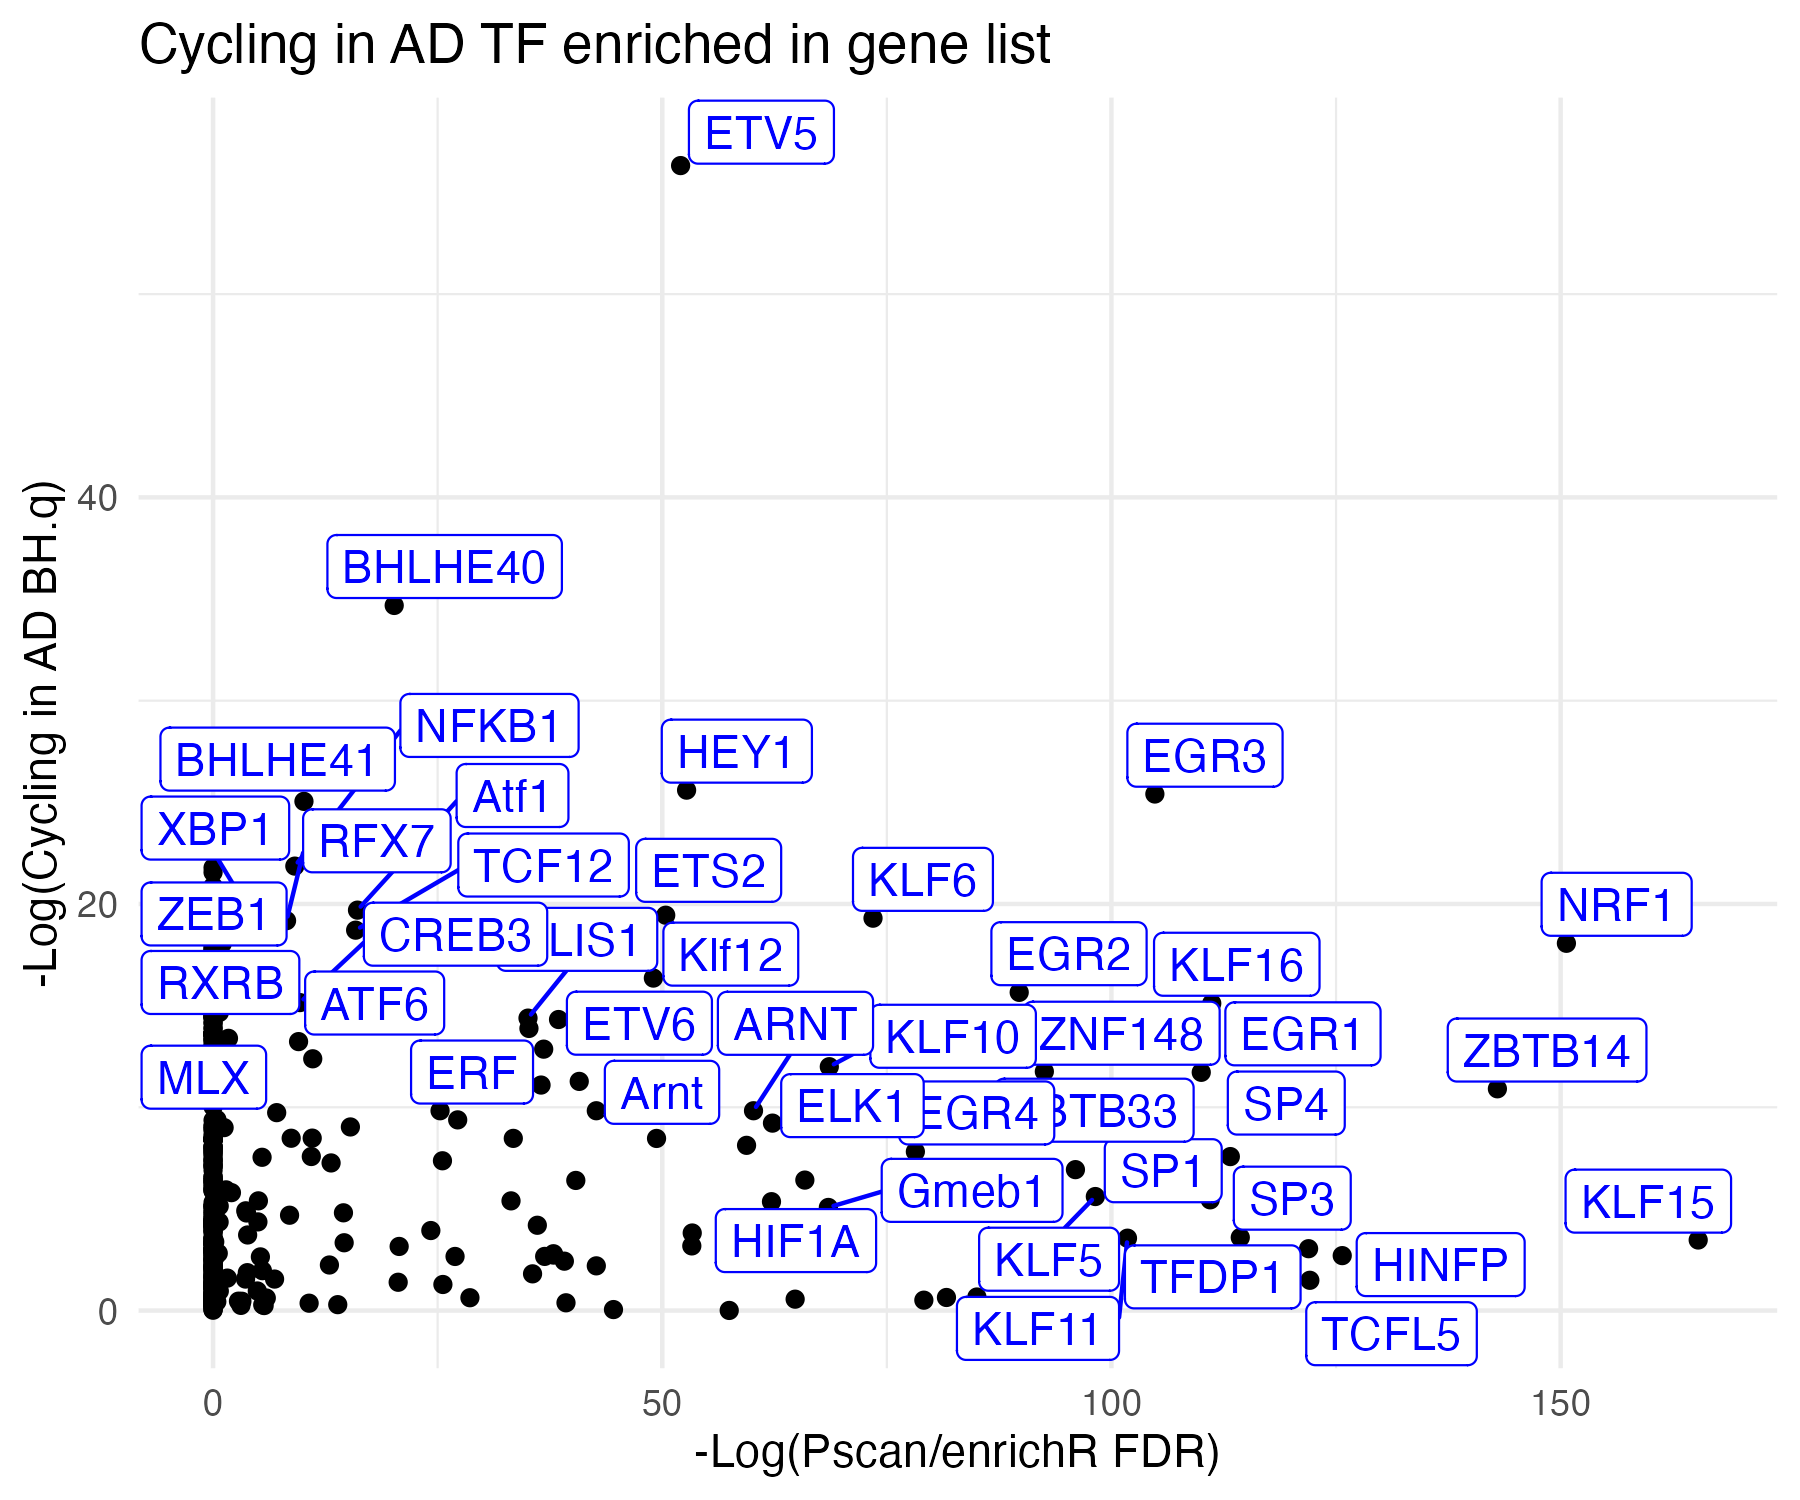 Cycling in AD TF enriched in gene list
ETV5
40
BHLHE40
NFKB1
BHLHE41
HEY1
EGR3
Atf1
XBP1
RFX7
TCF12
ETS2
KLF6
20
ZEB1
CREB3
LIS1
Klf12
NRF1
EGR2
KLF16
RXRB
ATF6
ETV6
ARNT
KLF10
ZNF148
EGR1
ZBTB14
MLX
ERF
Arnt
ELK1
EGR4
BTB33
SP4
SP1
Gmeb1
SP3
KLF15
HIF1A
KLF5
TFDP1
HINFP
0
KLF11
TCFL5
0 50 100 150
-Log(Pscan/enrichR FDR)
-Log(Cycling in AD BH.q)